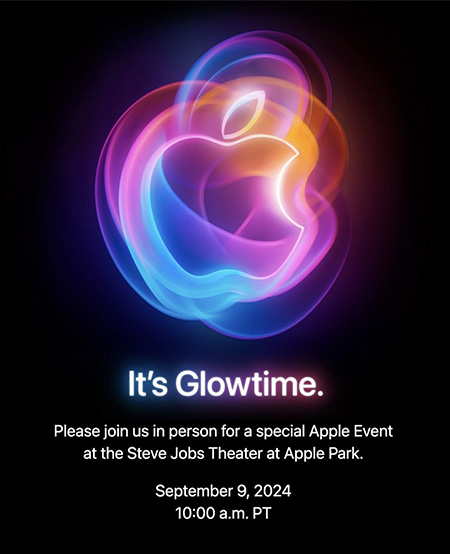 It’s Glowtime.
Please join us in person for a special Apple Event
at the Steve Jobs Theater at Apple Park.
September 9, 2024
10:00 a.m. PT